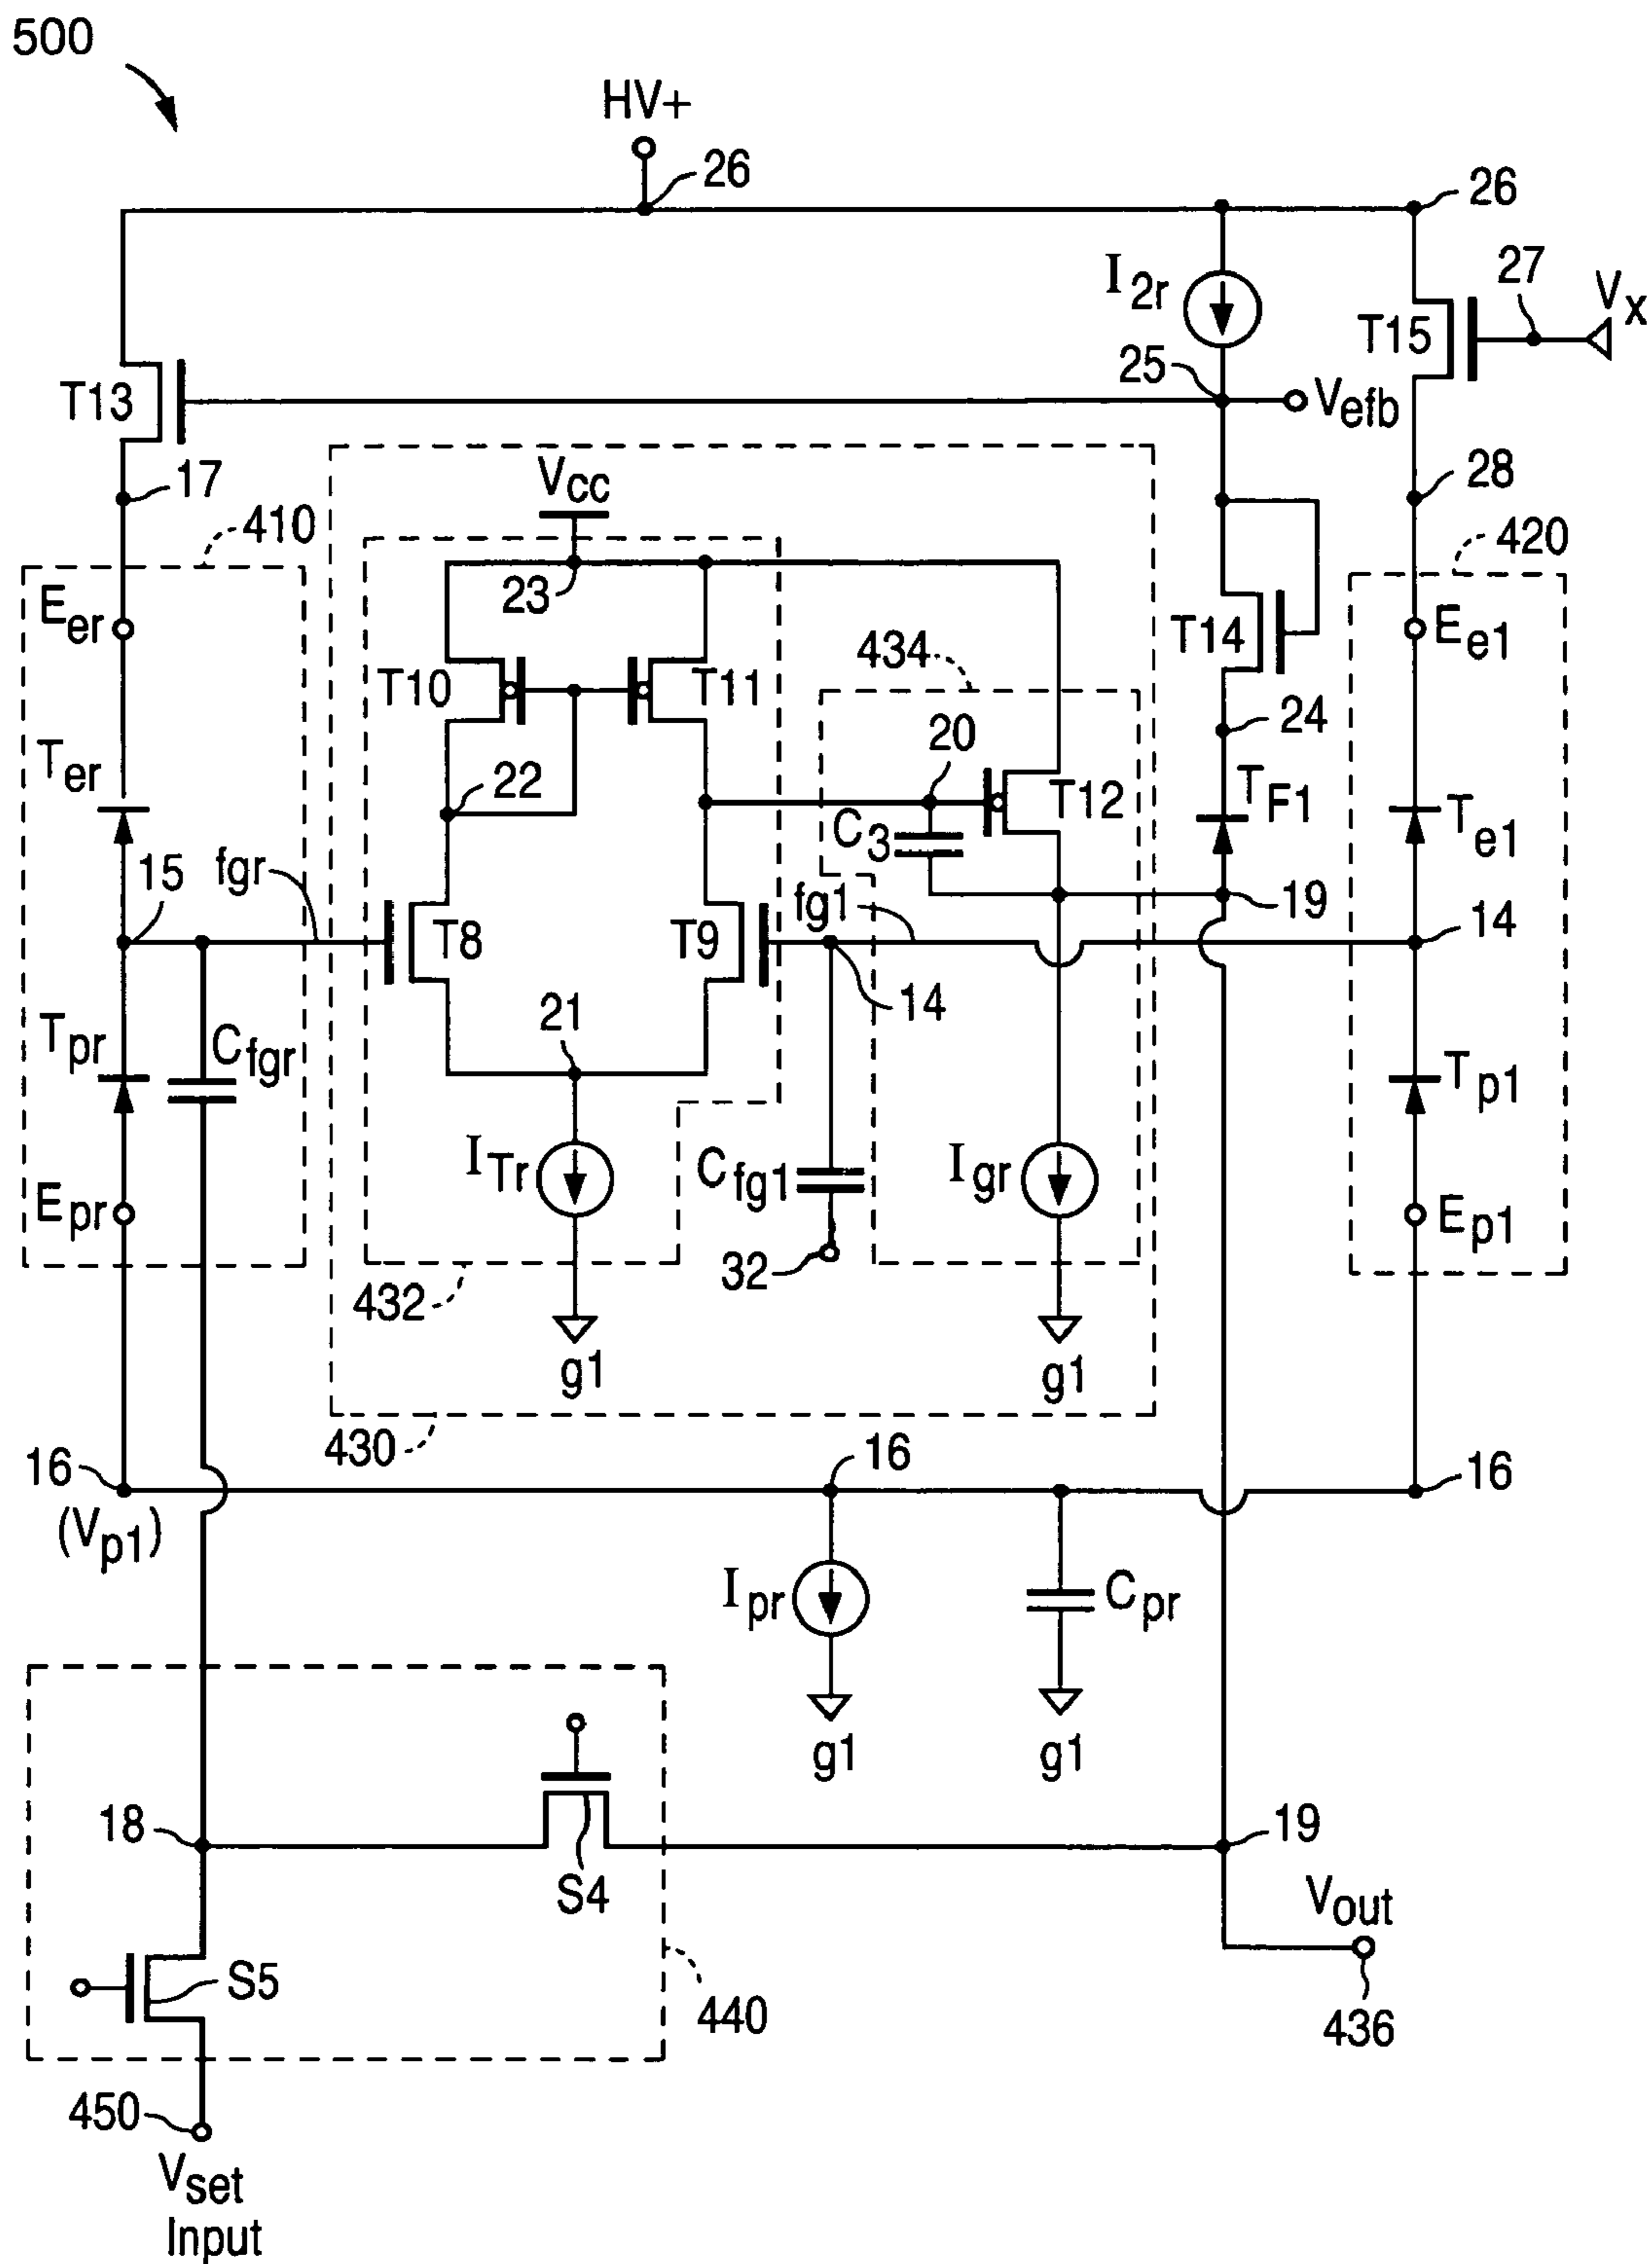 500
HV+
26
26
I2r
27
Vx
T15
T13
25
Vefb
17
Vcc
28
410
420
23
Eer
T14
Ee1
434
T10
T11
24
Ter
20
22
T12
TF1
C3
Te1
15
fgr
fg1
19
T8
T9
14
14
21
Tpr
Cfgr
Tp1
ITr
Cfg1
Igr
Epr
Ep1
32
432
g1
g1
430
16
16
16
(Vp1)
Ipr
Cpr
g1
g1
18
19
S4
Vout
S5
440
436
450
Vset
Input